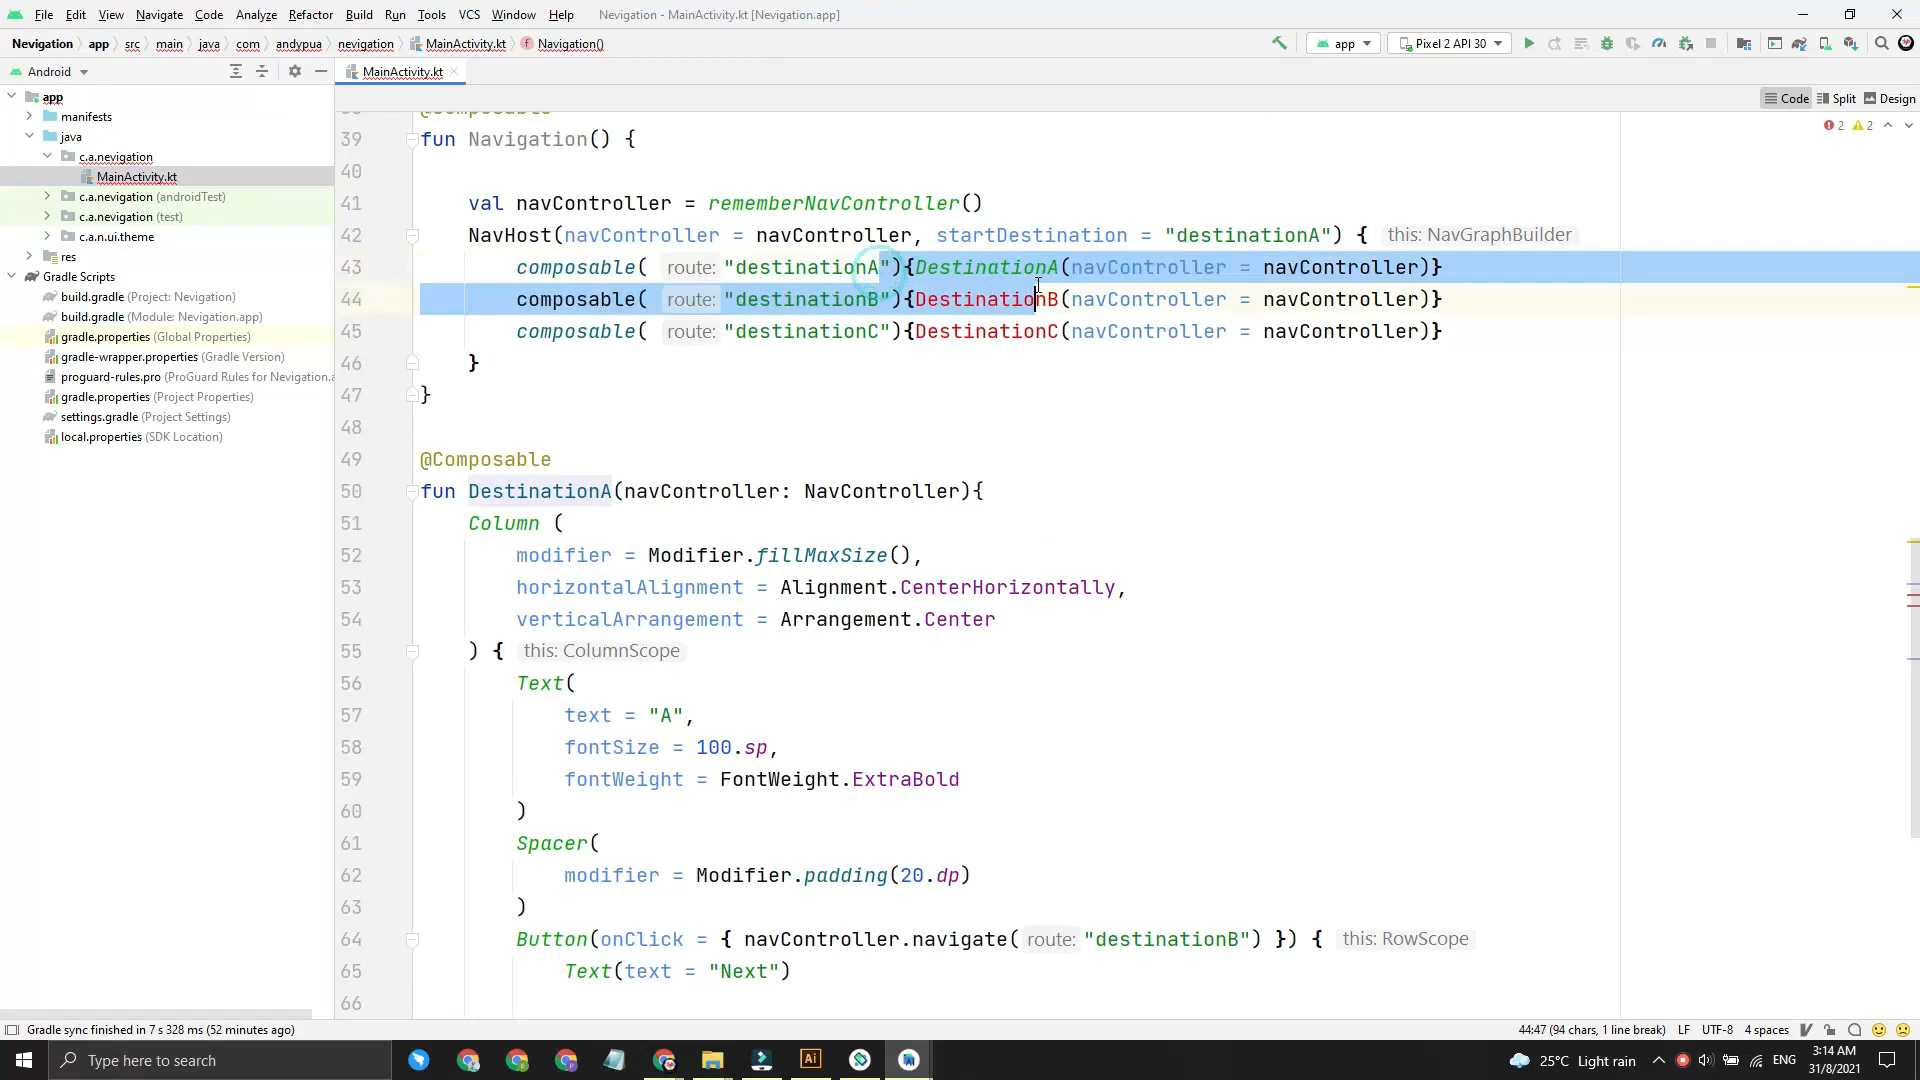 File Edit View Navigate Code Analyze Refactor Build Run Tools VCS Window Help Nevigation - MainActivity.kt [Nevigation.app]
Nevigation app src main java com andypua nevigation MainActivity.kt Navigation() app Pixel 2 API 30
Android MainActivity.kt
Code Split Design
2 2
app
manifests
java
c.a.nevigation
MainActivity.kt
c.a.nevigation (androidTest)
c.a.nevigation (test)
c.a.n.ui.theme
res
Gradle Scripts
build.gradle (Project: Nevigation)
build.gradle (Module: Nevigation.app)
gradle.properties (Global Properties)
gradle-wrapper.properties (Gradle Version)
proguard-rules.pro (ProGuard Rules for Nevigation.a
gradle.properties (Project Properties)
settings.gradle (Project Settings)
local.properties (SDK Location)
@Composable
39 fun Navigation() {
40
41 val navController = rememberNavController()
42 NavHost(navController = navController, startDestination = "destinationA") { this: NavGraphBuilder
43 composable( route: "destinationA"){DestinationA(navController = navController)}
44 composable( route: "destinationB"){DestinationB(navController = navController)}
45 composable( route: "destinationC"){DestinationC(navController = navController)}
46 }
47 }
48
49 @Composable
50 fun DestinationA(navController: NavController){
51 Column (
52 modifier = Modifier.fillMaxSize(),
53 horizontalAlignment = Alignment.CenterHorizontally,
54 verticalArrangement = Arrangement.Center
55 ) { this: ColumnScope
56 Text(
57 text = "A",
58 fontSize = 100.sp,
59 fontWeight = FontWeight.ExtraBold
60 )
61 Spacer(
62 modifier = Modifier.padding(20.dp)
63 )
64 Button(onClick = { navController.navigate( route: "destinationB") }) { this: RowScope
65 Text(text = "Next")
66
Gradle sync finished in 7 s 328 ms (52 minutes ago) 44:47 (94 chars, 1 line break) LF UTF-8 4 spaces
Type here to search Ai 25°C Light rain ENG 3:14 AM
31/8/2021